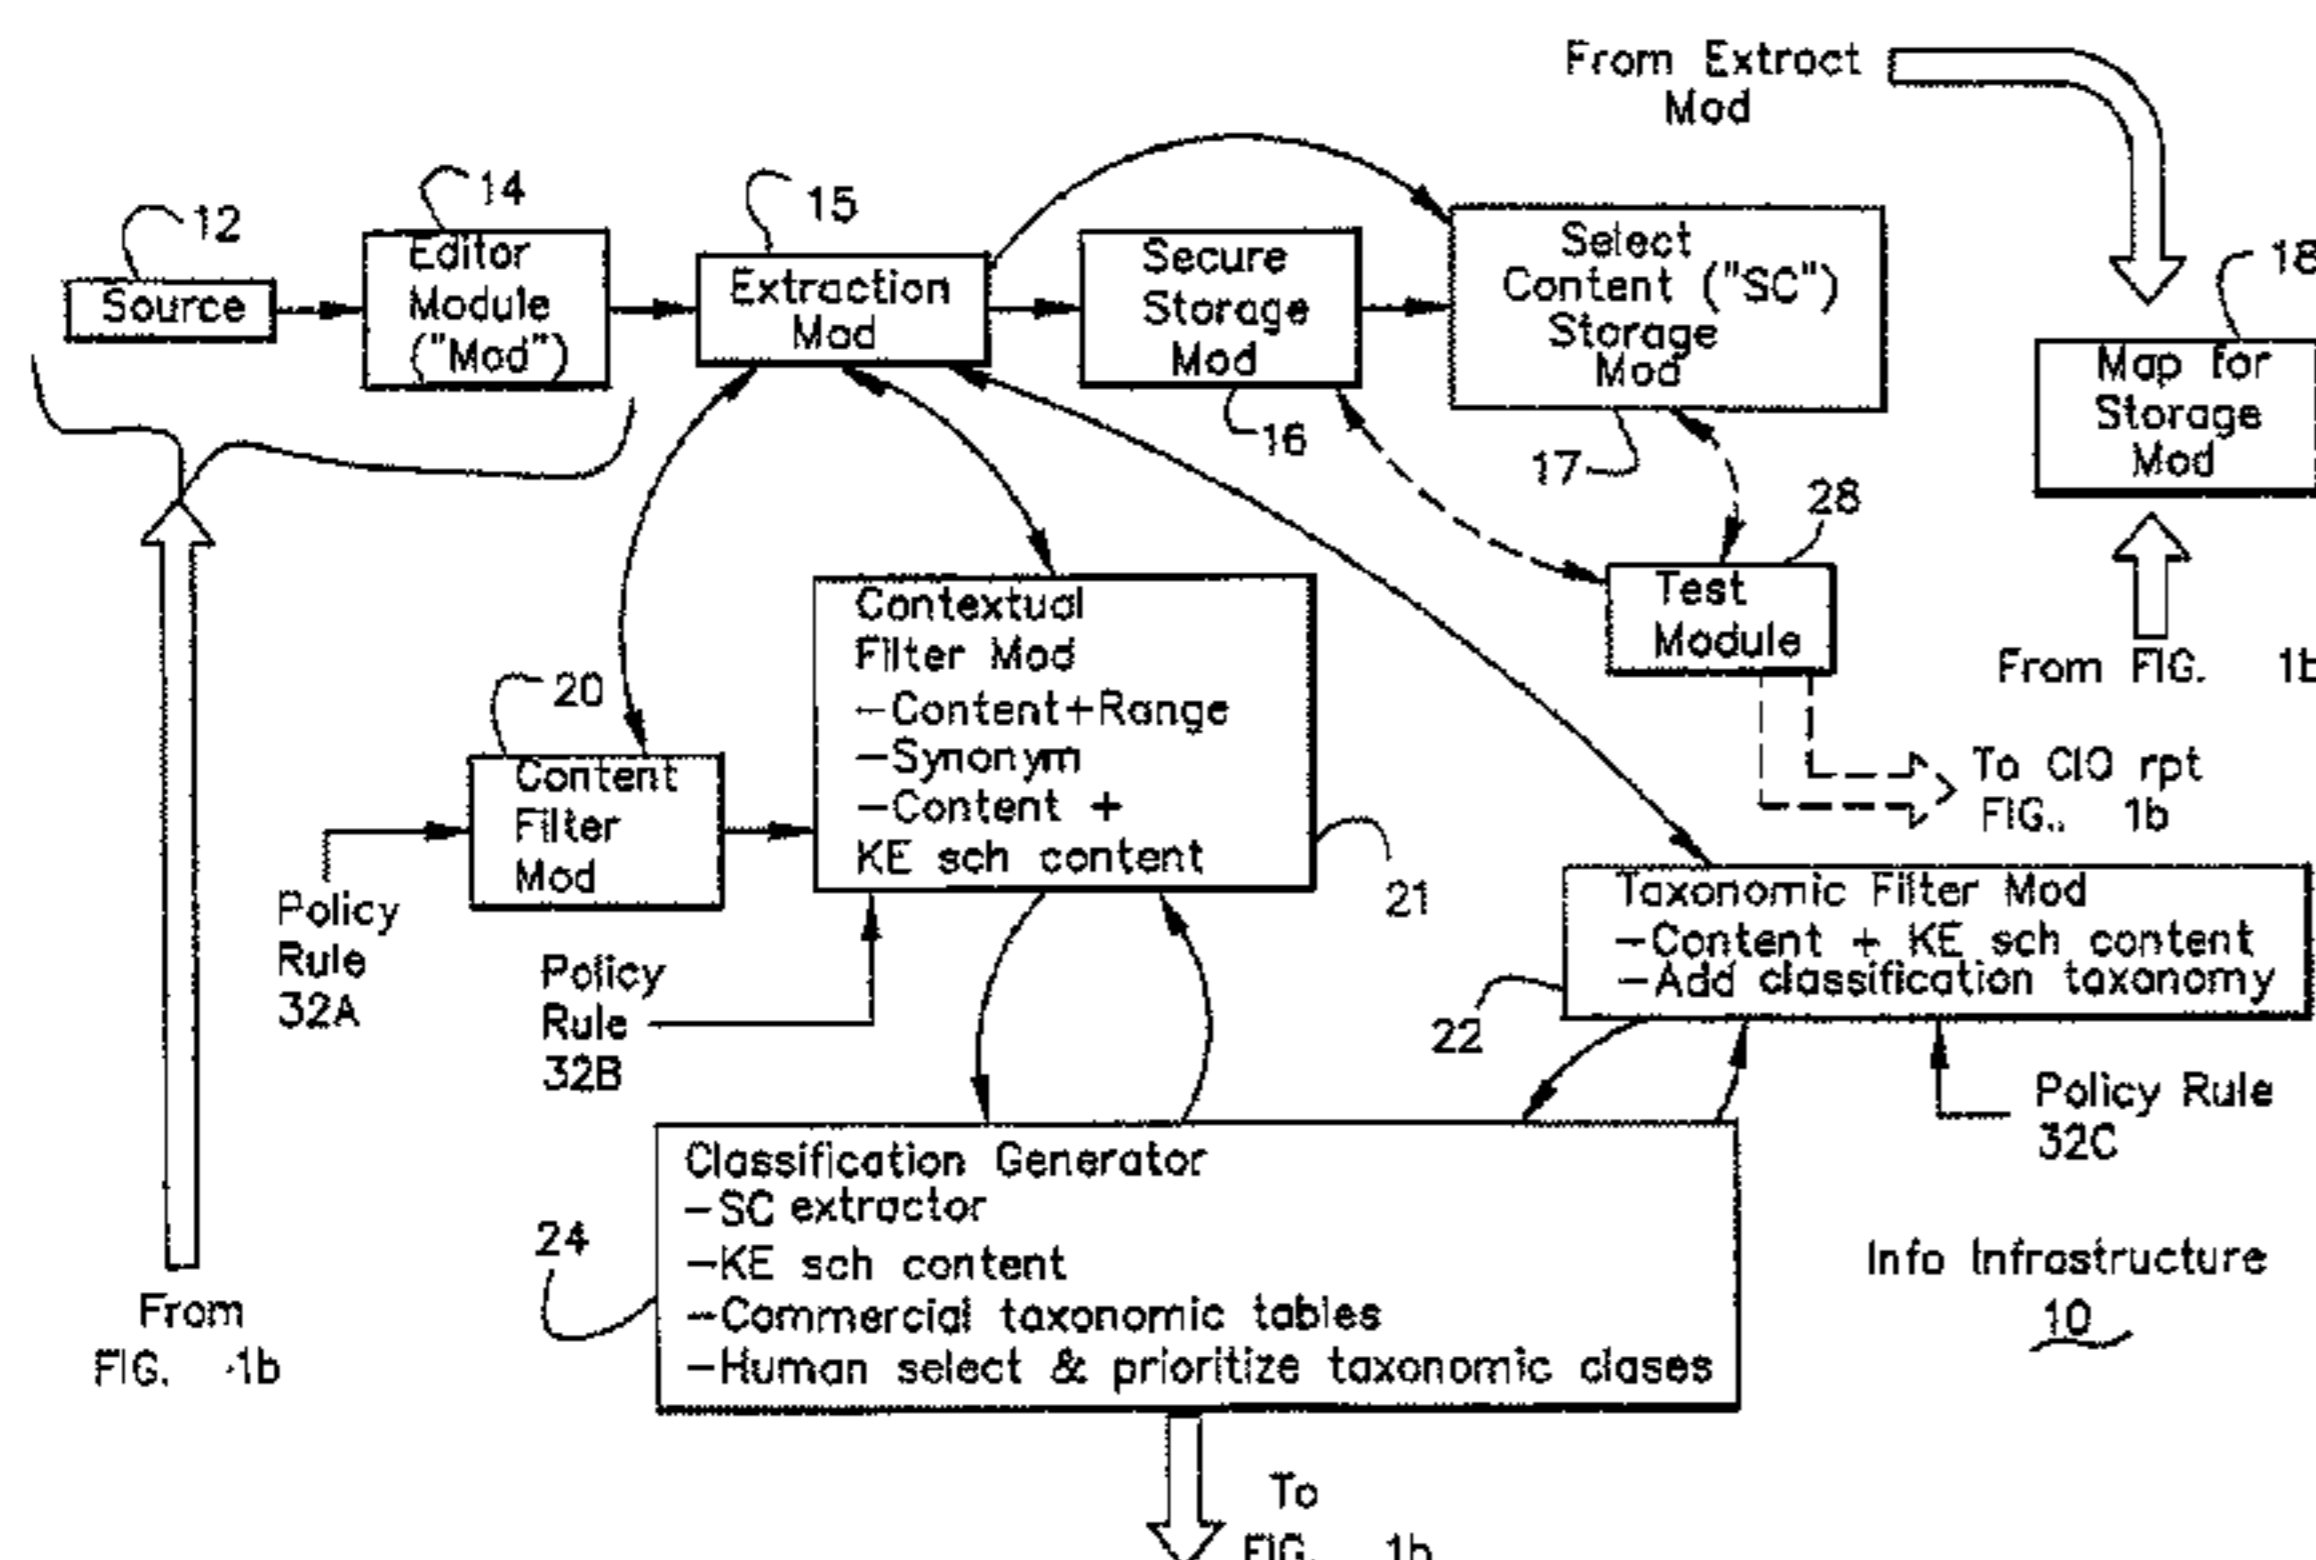 From Extract
Mod
12
14
15
18
Source
Editor
Module
("Mod")
Extraction
Mod
Secure
Storage
Mod
Select
Content ("SC")
Storage
Mod
Map for
Storage
Mod
16
17
28
Test
Module
From FIG. 1b
To CIO rpt
FIG. 1b
20
Content
Filter
Mod
Contextual
Filter Mod
-Content+Range
-Synonym
-Content +
KE sch content
21
Policy
Rule
32A
Policy
Rule
32B
Taxonomic Filter Mod
-Content + KE sch content
-Add classification taxonomy
22
Policy Rule
32C
Classification Generator
-SC extractor
-KE sch content
-Commercial taxonomic tables
-Human select & prioritize taxonomic clases
24
Info Infrastructure
10
From
FIG. 1b
To
FIG. 1b